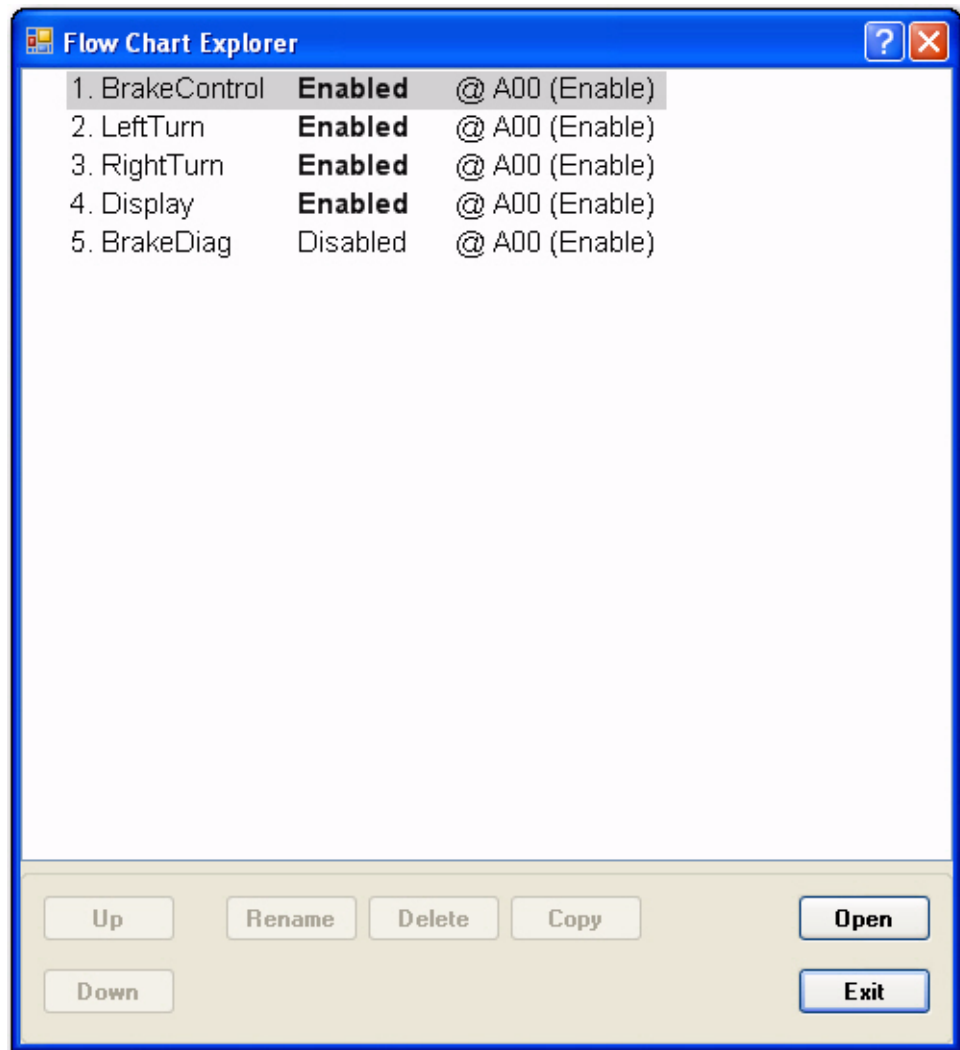 Flow Chart Explorer
1. BrakeControl Enabled @ A00 (Enable)
2. LeftTurn Enabled @ A00 (Enable)
3. RightTurn Enabled @ A00 (Enable)
4. Display Enabled @ A00 (Enable)
5. BrakeDiag Disabled @ A00 (Enable)
Up Rename Delete Copy Open
Down Exit